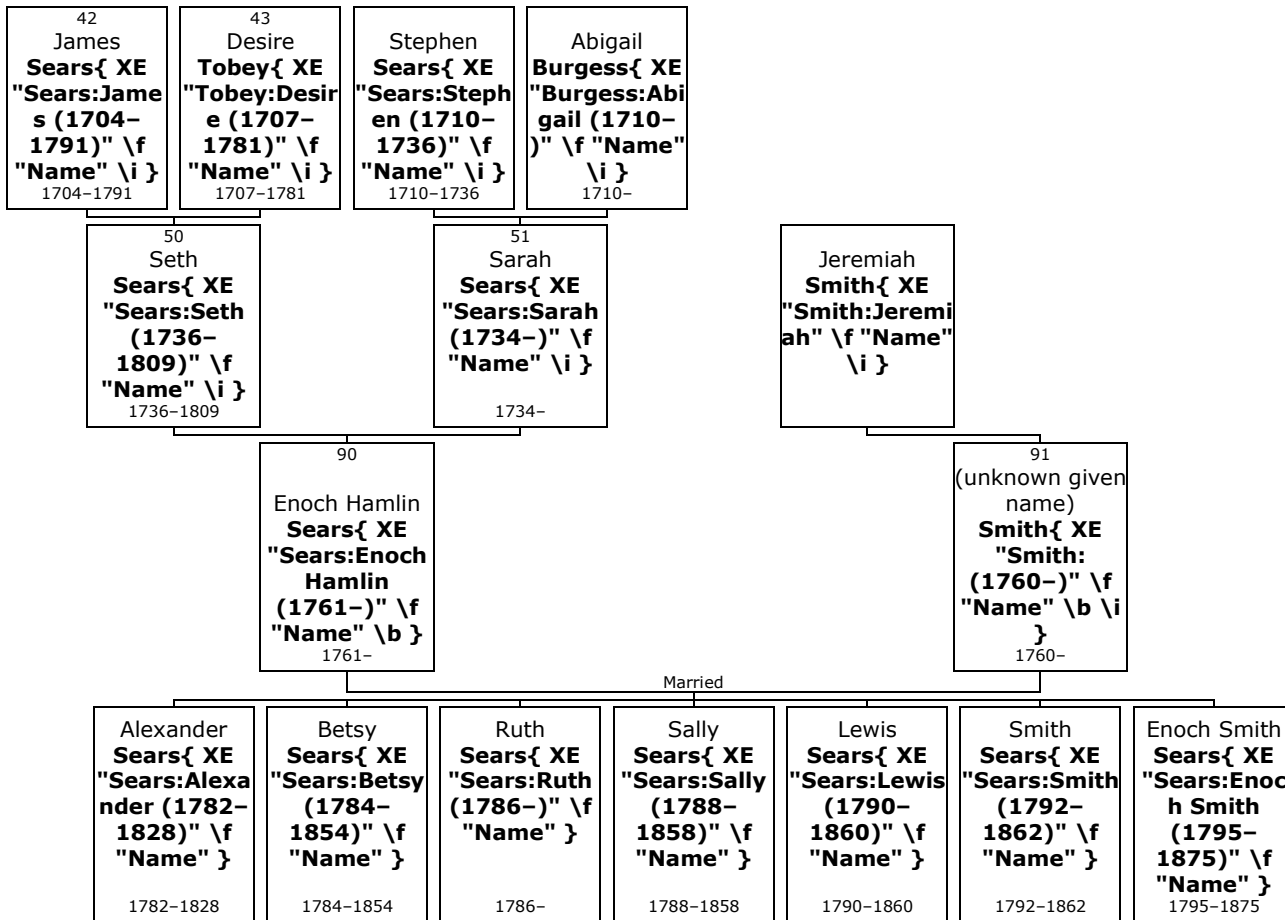 42
James
Sears{ XE
"Sears:Jame
s (1704–
1791)" \f
"Name" \i }
1704–1791
43
Desire
Tobey{ XE
"Tobey:Desir
e (1707–
1781)" \f
"Name" \i }
1707–1781
Stephen
Sears{ XE
"Sears:Steph
en (1710–
1736)" \f
"Name" \i }
1710–1736
Abigail
Burgess{ XE
"Burgess:Abi
gail (1710–
)" \f "Name"
\i }
1710–
50
Seth
Sears{ XE
"Sears:Seth
(1736–
1809)" \f
"Name" \i }
1736–1809
51
Sarah
Sears{ XE
"Sears:Sarah
(1734–)" \f
"Name" \i }
1734–
Jeremiah
Smith{ XE
"Smith:Jeremi
ah" \f "Name"
\i }
90
Enoch Hamlin
Sears{ XE
"Sears:Enoch
Hamlin
(1761–)" \f
"Name" \b }
1761–
91
(unknown given
name)
Smith{ XE
"Smith:
(1760–)" \f
"Name" \b \i
}
1760–
Married
Alexander
Sears{ XE
"Sears:Alexa
nder (1782–
1828)" \f
"Name" }
1782–1828
Betsy
Sears{ XE
"Sears:Betsy
(1784–
1854)" \f
"Name" }
1784–1854
Ruth
Sears{ XE
"Sears:Ruth
(1786–)" \f
"Name" }
1786–
Sally
Sears{ XE
"Sears:Sally
(1788–
1858)" \f
"Name" }
1788–1858
Lewis
Sears{ XE
"Sears:Lewis
(1790–
1860)" \f
"Name" }
1790–1860
Smith
Sears{ XE
"Sears:Smith
(1792–
1862)" \f
"Name" }
1792–1862
Enoch Smith
Sears{ XE
"Sears:Enoc
h Smith
(1795–
1875)" \f
"Name" }
1795–1875